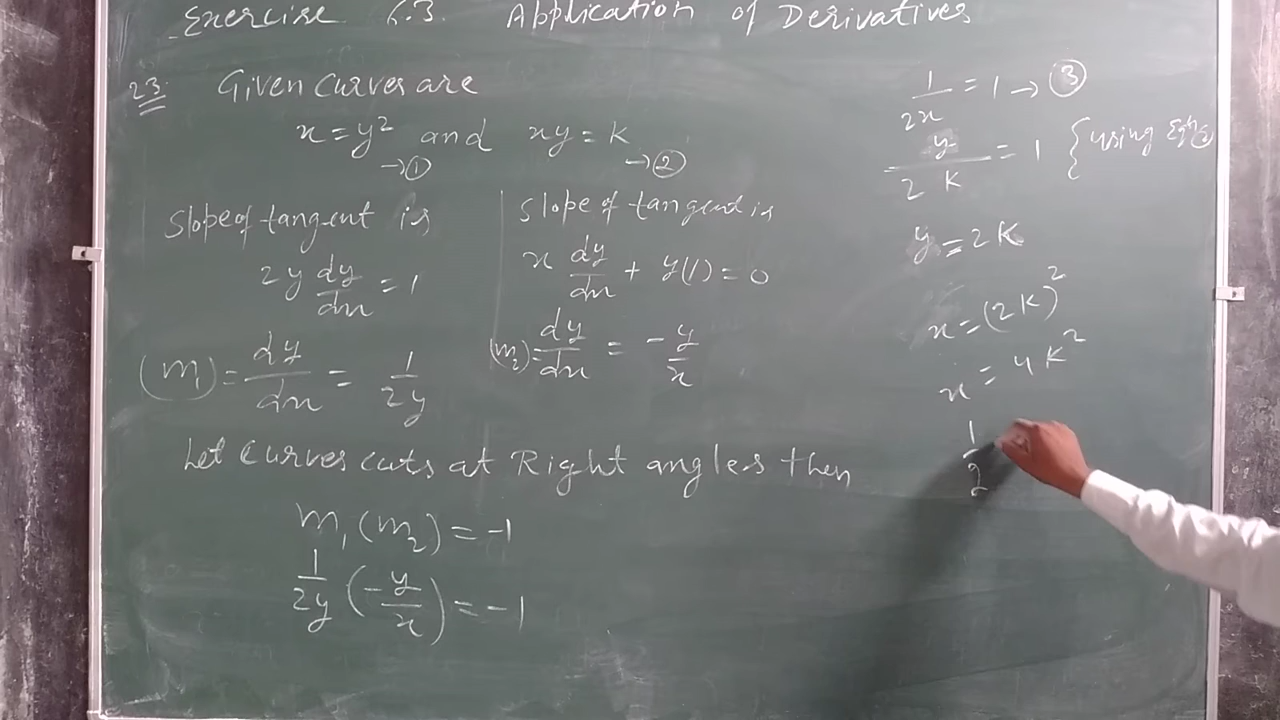 Exercise 6.3. Application of Derivatives
23. Given Curves are
x = y² and xy = k
→① →②
Slope of tangent is
2y dy/dx = 1
(m₁) = dy/dx = 1/2y
Slope of tangent is
x dy/dx + y(1) = 0
(m₂) = dy/dx = -y/x
Let Curves cuts at Right angles then
m₁(m₂) = -1
1/2y (-y/x) = -1
1/2x = 1 → ③
y/2k = 1 {using
y = 2k
x = (2k)²
x = 4k²
1/2